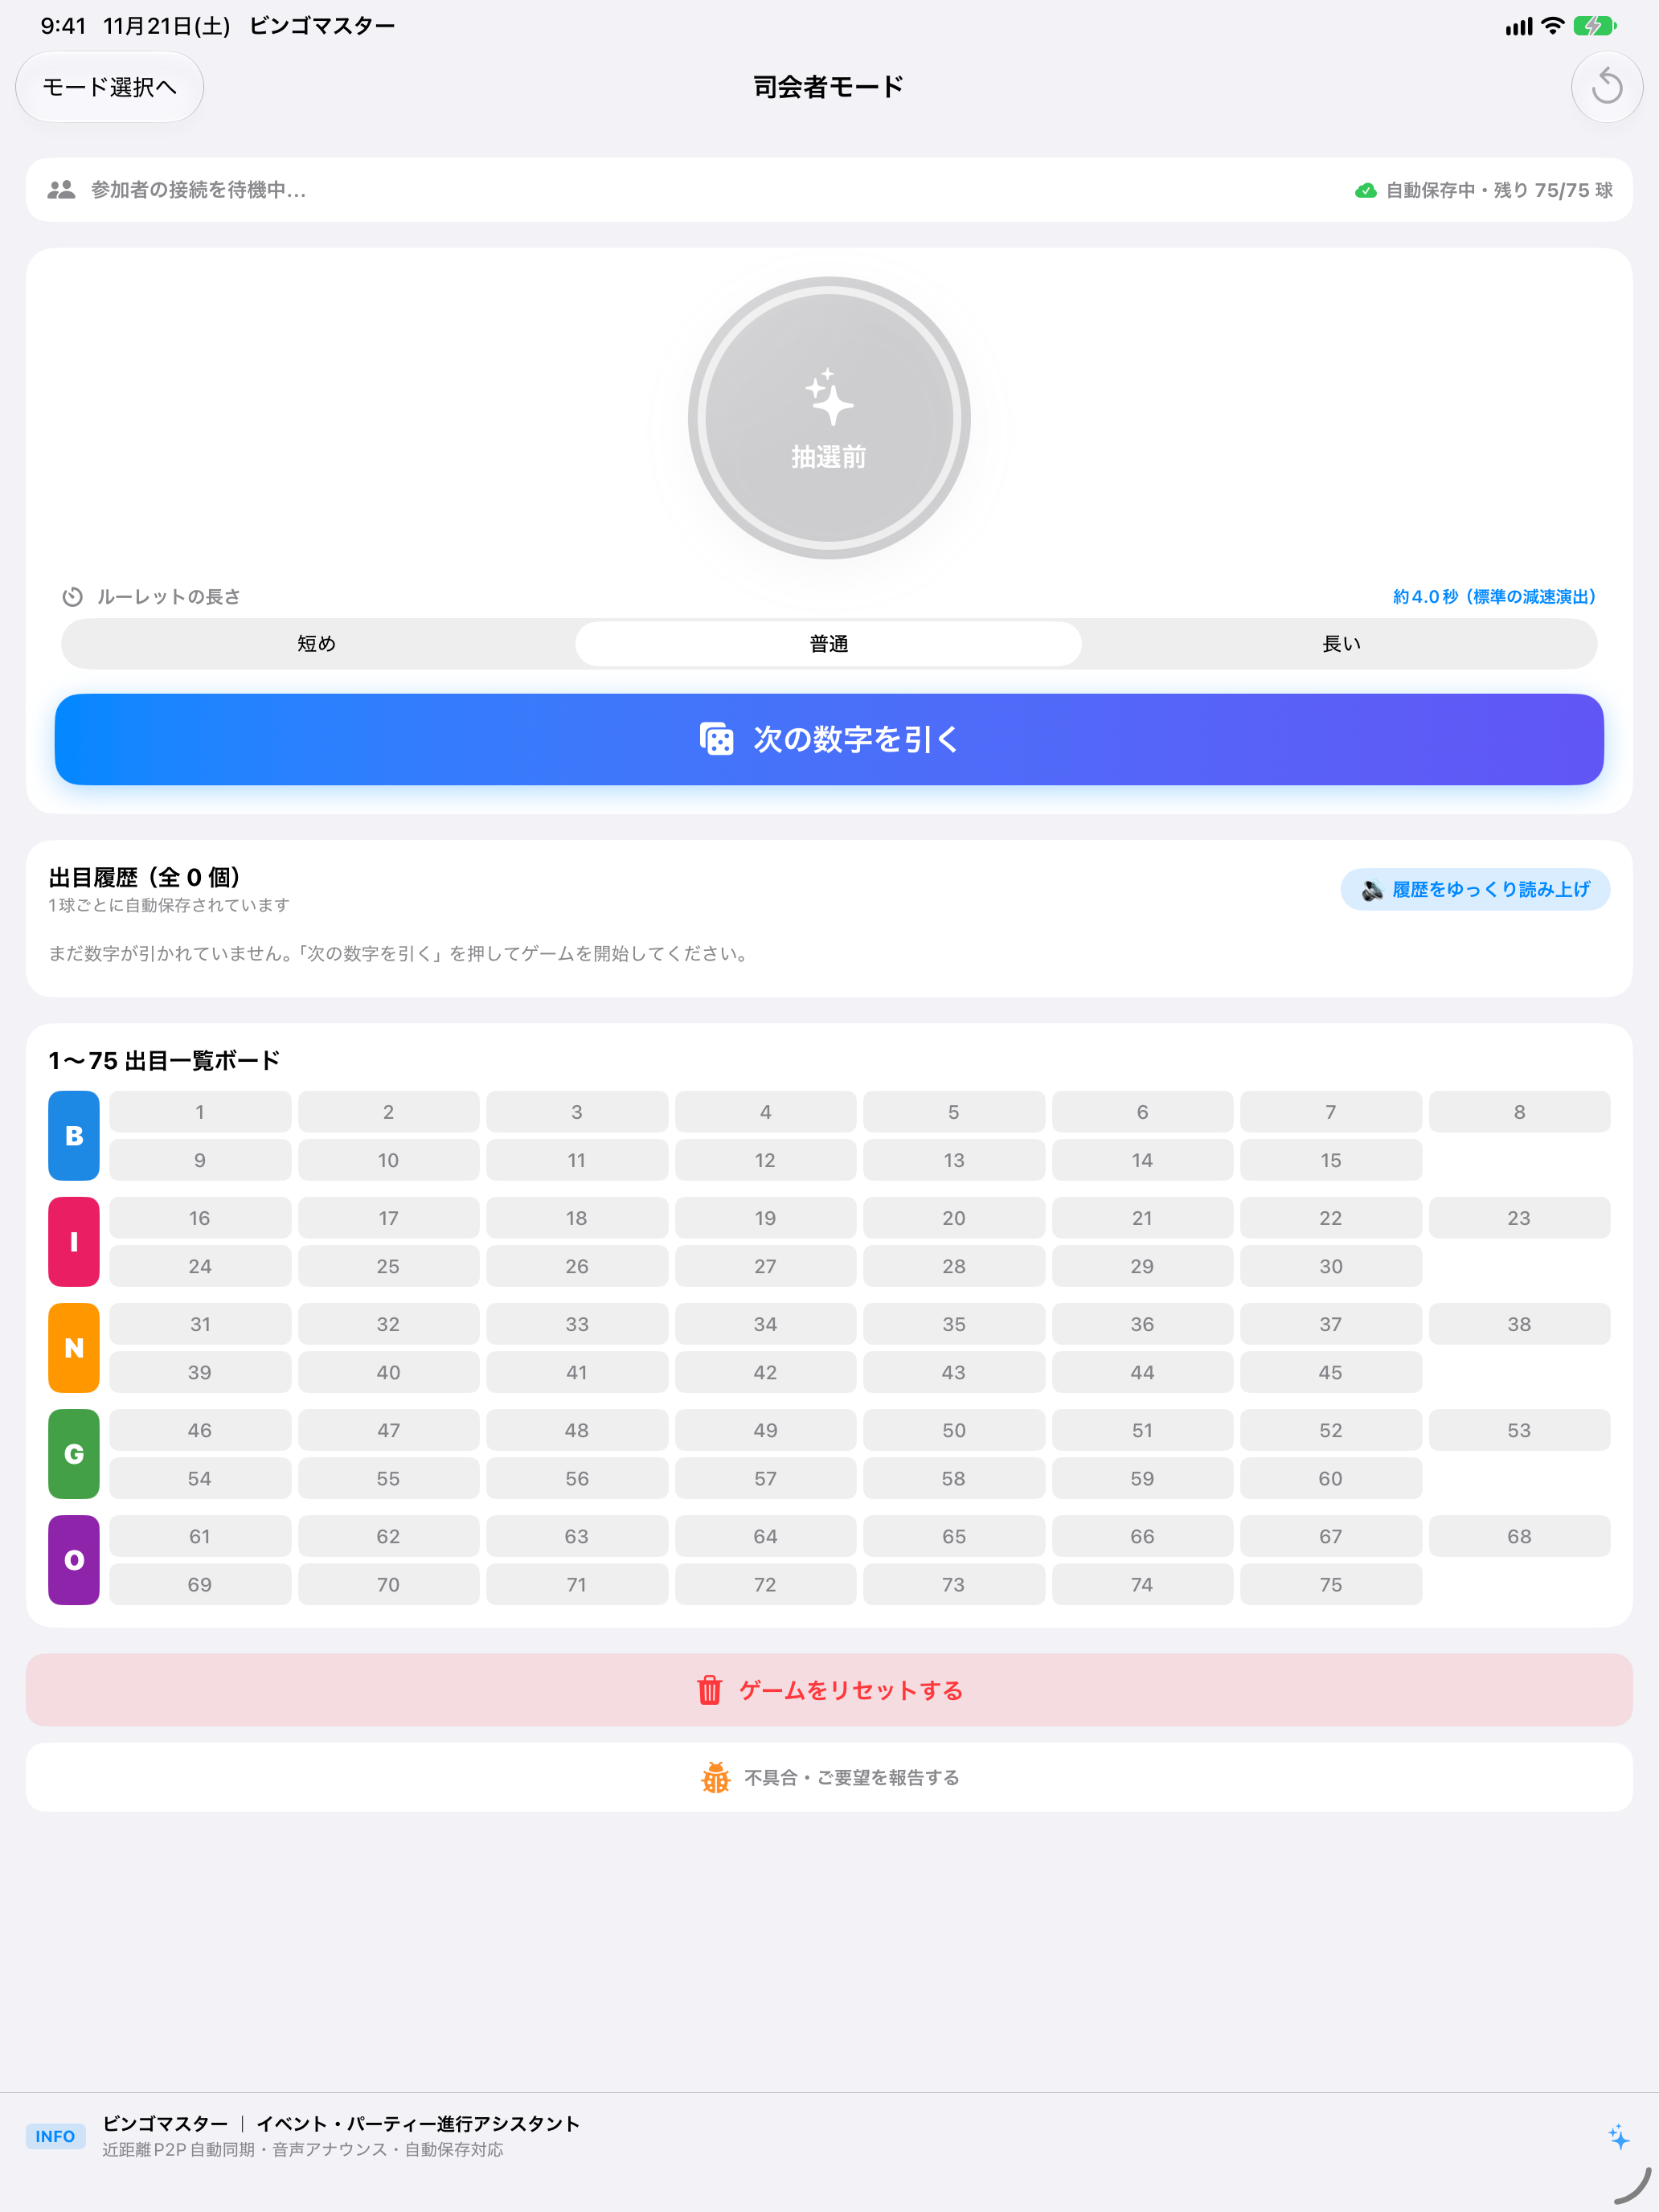 9:41 11月21日(土) ビンゴマスター
モード選択へ
司会者モード
参加者の接続を待機中...
自動保存中・残り 75/75 球
抽選前
ルーレットの長さ
約4.0秒（標準の減速演出）
短め
普通
長い
次の数字を引く
出目履歴（全 0 個）
1球ごとに自動保存されています
履歴をゆっくり読み上げ
まだ数字が引かれていません。「次の数字を引く」を押してゲームを開始してください。
1〜75 出目一覧ボード
B
1 2 3 4 5 6 7 8
9 10 11 12 13 14 15
I
16 17 18 19 20 21 22 23
24 25 26 27 28 29 30
N
31 32 33 34 35 36 37 38
39 40 41 42 43 44 45
G
46 47 48 49 50 51 52 53
54 55 56 57 58 59 60
O
61 62 63 64 65 66 67 68
69 70 71 72 73 74 75
ゲームをリセットする
不具合・ご要望を報告する
INFO
ビンゴマスター ｜ イベント・パーティー進行アシスタント
近距離P2P自動同期・音声アナウンス・自動保存対応